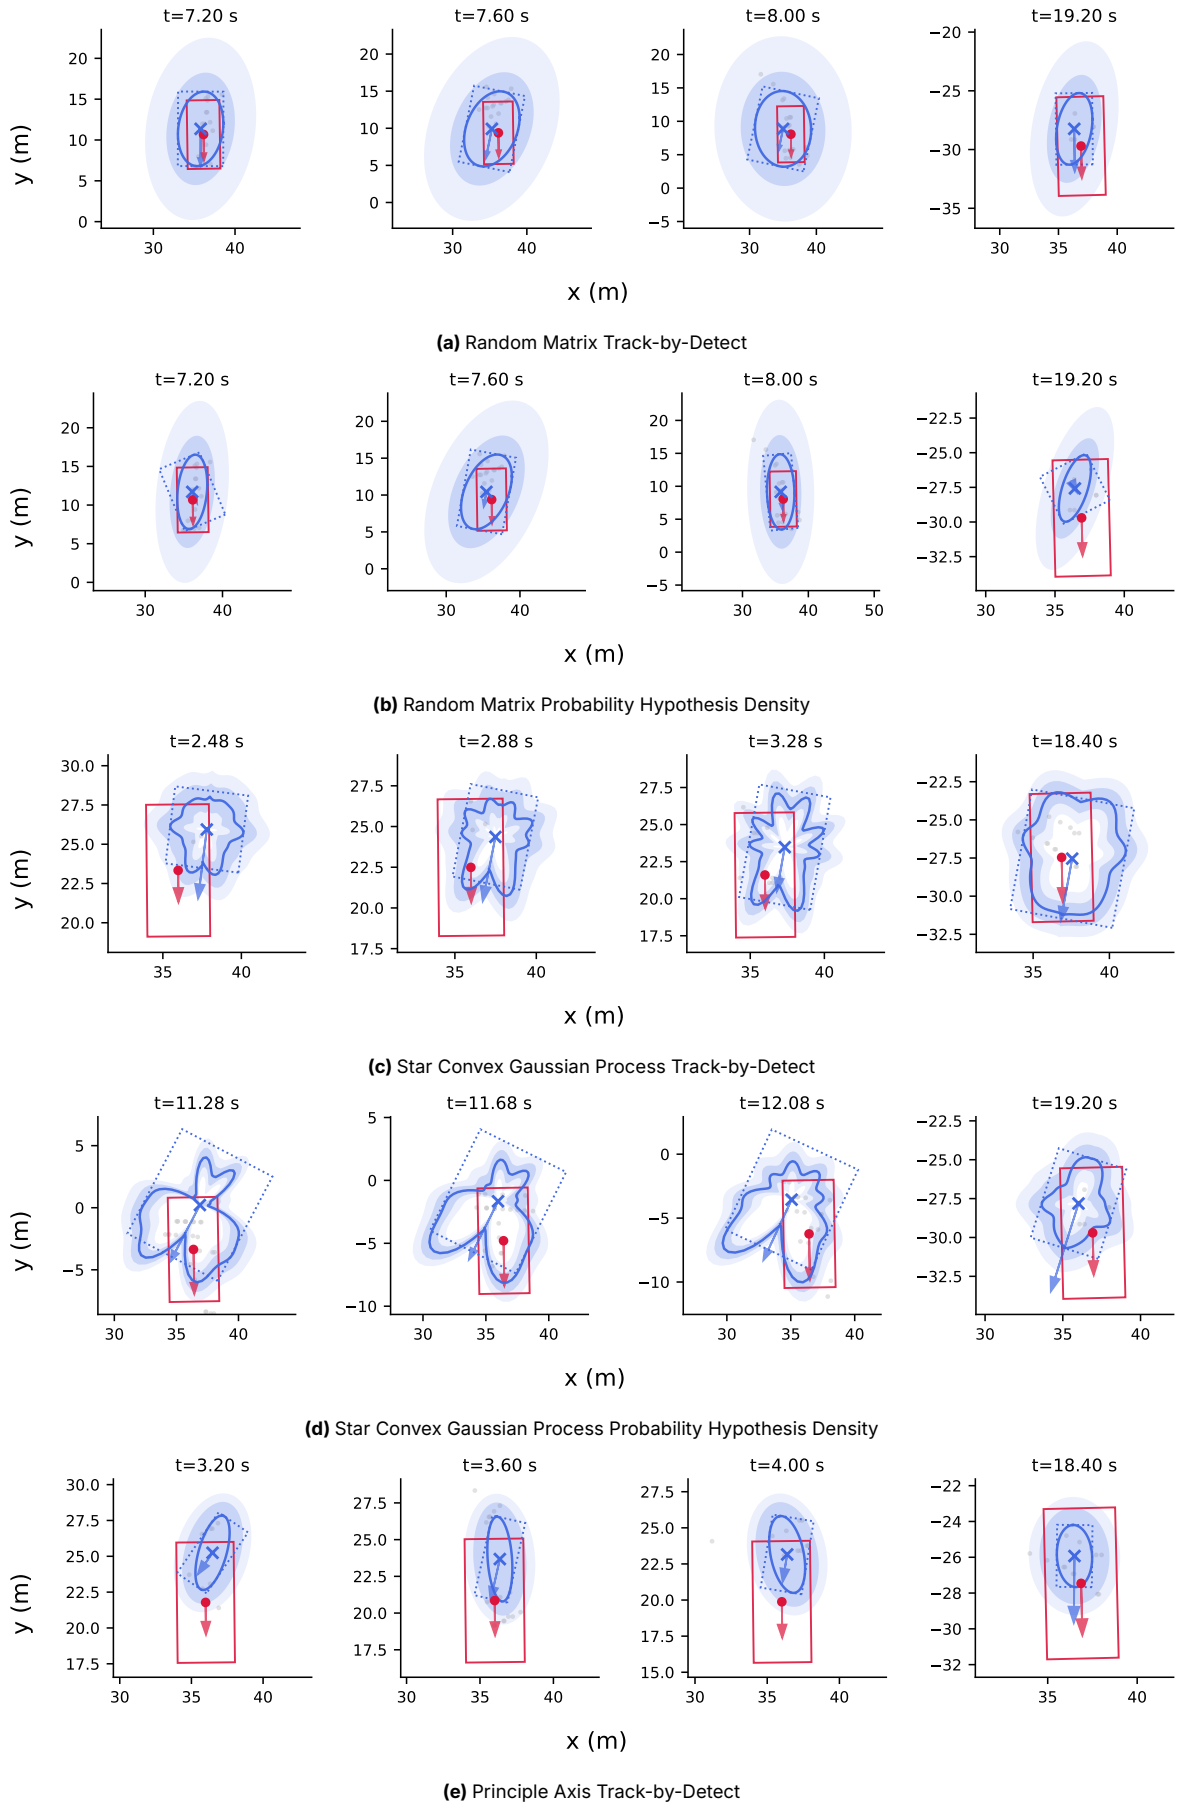 t=7.20 s t=7.60 s t=8.00 s t=19.20 s
y (m)
20 15 10 5 0
30 40
20 15 10 5 0
30 40
20 15 10 5 0 −5
30 40
−20 −25 −30 −35
30 35 40
x (m)
(a) Random Matrix Track-by-Detect
t=7.20 s t=7.60 s t=8.00 s t=19.20 s
y (m)
20 15 10 5 0
30 40
20 15 10 5 0
30 40
20 15 10 5 0 −5
30 40 50
−22.5 −25.0 −27.5 −30.0 −32.5
30 35 40
x (m)
(b) Random Matrix Probability Hypothesis Density
t=2.48 s t=2.88 s t=3.28 s t=18.40 s
y (m)
30.0 27.5 25.0 22.5 20.0
35 40
27.5 25.0 22.5 20.0 17.5
35 40
27.5 25.0 22.5 20.0 17.5
35 40
−22.5 −25.0 −27.5 −30.0 −32.5
35 40
x (m)
(c) Star Convex Gaussian Process Track-by-Detect
t=11.28 s t=11.68 s t=12.08 s t=19.20 s
y (m)
5 0 −5
30 35 40
5 0 −5 −10
30 35 40
0 −5 −10
30 35 40
−22.5 −25.0 −27.5 −30.0 −32.5
30 35 40
x (m)
(d) Star Convex Gaussian Process Probability Hypothesis Density
t=3.20 s t=3.60 s t=4.00 s t=18.40 s
y (m)
30.0 27.5 25.0 22.5 20.0 17.5
30 35 40
27.5 25.0 22.5 20.0 17.5
30 35 40
27.5 25.0 22.5 20.0 17.5 15.0
30 35 40
−22 −24 −26 −28 −30 −32
35 40
x (m)
(e) Principle Axis Track-by-Detect